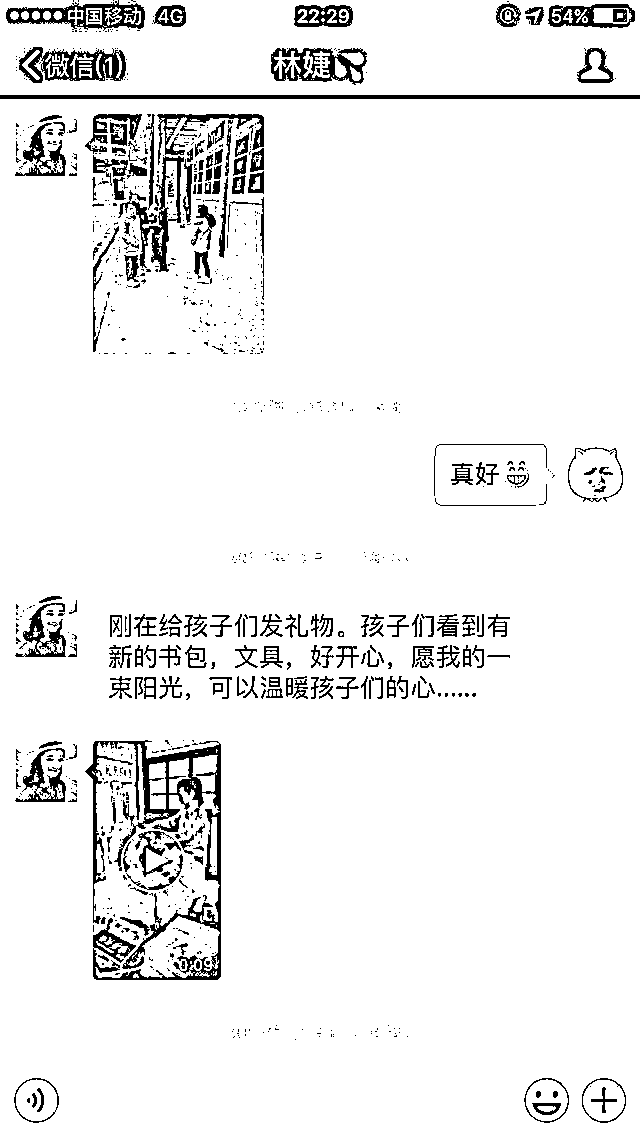 中国移动 4G 22:29 54%
微信(1) 林婕
真好
刚在给孩子们发礼物。孩子们看到有
新的书包，文具，好开心，愿我的一
束阳光，可以温暖孩子们的心......
0:09